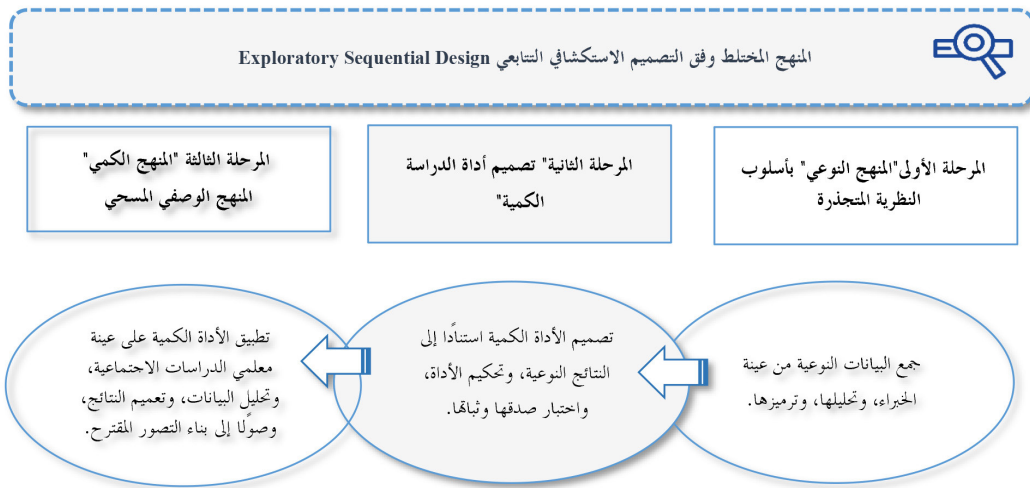 المنهج المختلط وفق التصميم الاستكشافي التتابعي Exploratory Sequential Design
المرحلة الأولى"المنهج النوعي" بأسلوب
النظرية المتجذرة
المرحلة الثانية" تصميم أداة الدراسة
الكمية"
المرحلة الثالثة "المنهج الكمي"
المنهج الوصفي المسحي
جمع البيانات النوعية من عينة
الخبراء، وتحليلها، وترميزها.
تصميم الأداة الكمية استنادًا إلى
النتائج النوعية، وتحكيم الأداة،
واختبار صدقها وثباتها.
تطبيق الأداة الكمية على عينة
معلمي الدراسات الاجتماعية،
وتحليل البيانات، وتعميم النتائج،
وصولًا إلى بناء التصور المقترح.